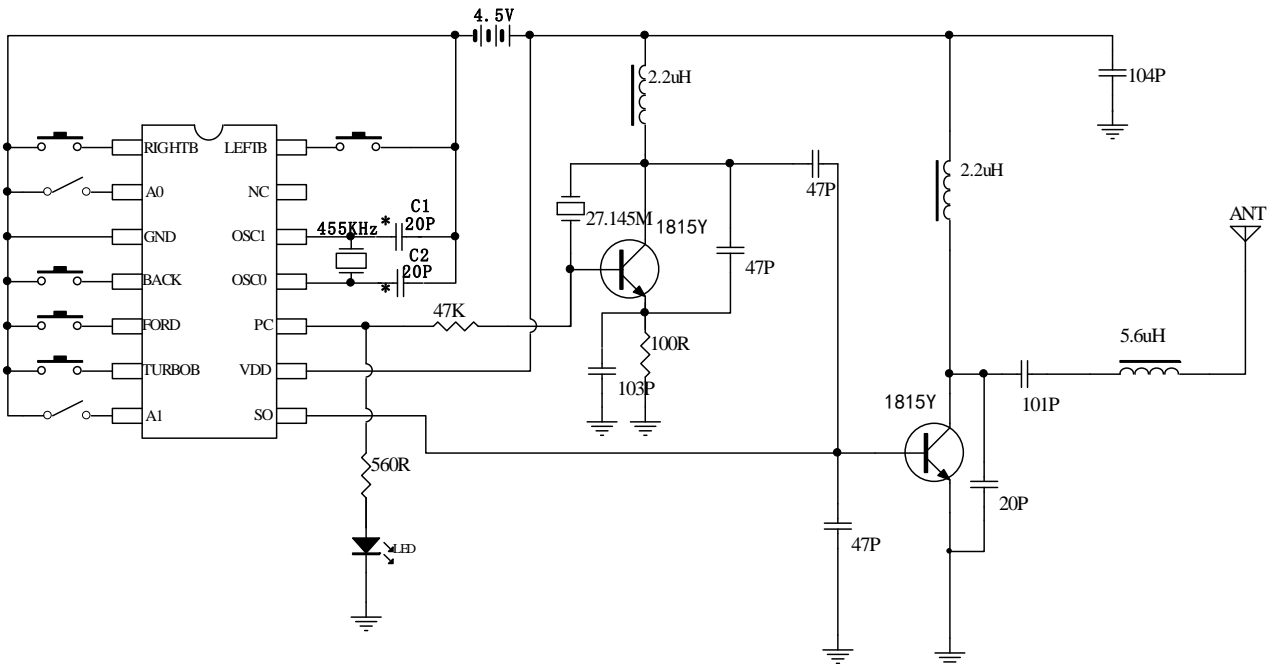 4.5V
2.2uH
104P
RIGHTB
LEFTB
47P
2.2uH
A0
NC
27.145M
1815Y
ANT
C1
455KHz
*
20P
GND
OSC1
C2
20P
47P
BACK
OSC0
*
47K
FORD
PC
100R
5.6uH
TURBOB
VDD
103P
1815Y
101P
A1
SO
560R
20P
LED
47P